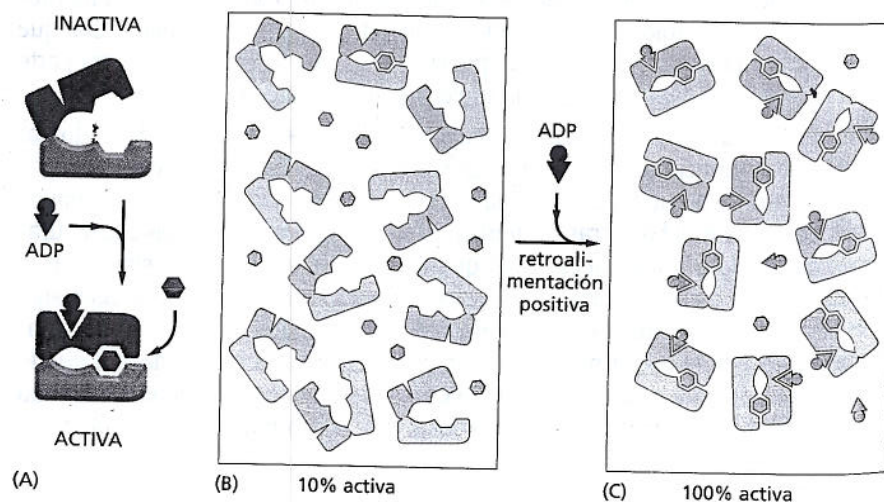 INACTIVA
ADP
ACTIVA
(A)
(B)
10% activa
ADP
retroali-
mentación
positiva
(C)
100% activa